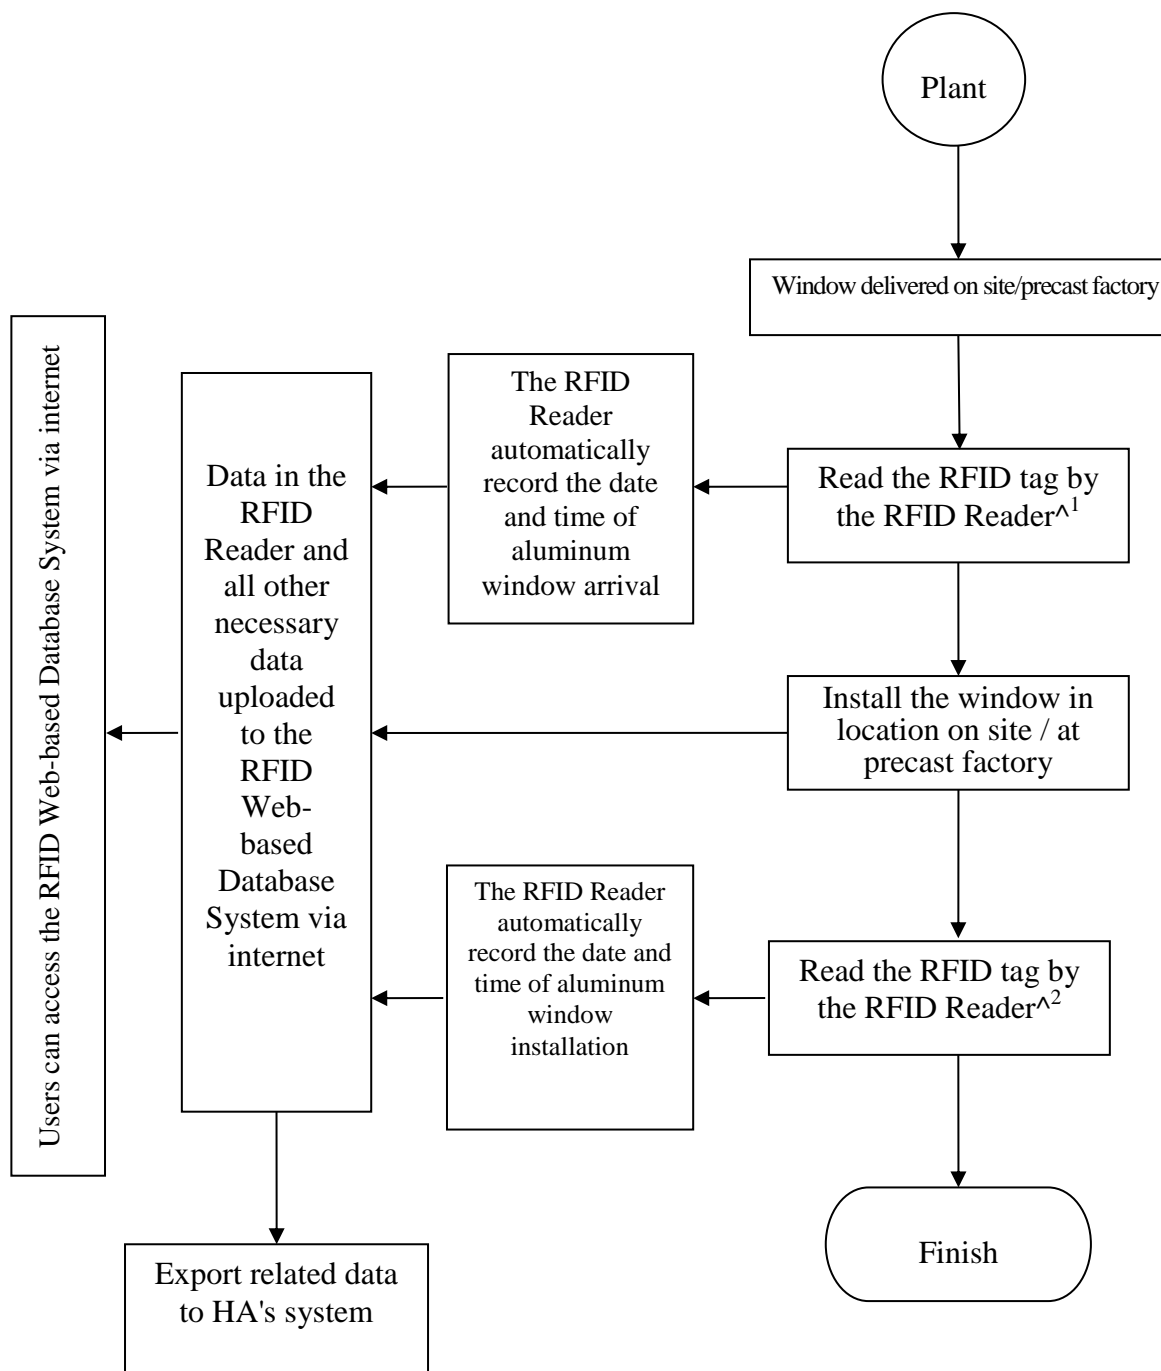 Plant
Window delivered on site/precast factory
Users can access the RFID Web-based Database System via internet
Data in the
RFID
Reader and
all other
necessary
data
uploaded
to the
RFID
Web-
based
Database
System via
internet
The RFID
Reader
automatically
record the date
and time of
aluminum
window arrival
Read the RFID tag by
the RFID Reader^1
Install the window in
location on site / at
precast factory
The RFID Reader
automatically
record the date and
time of aluminum
window
installation
Read the RFID tag by
the RFID Reader^2
Finish
Export related data
to HA's system